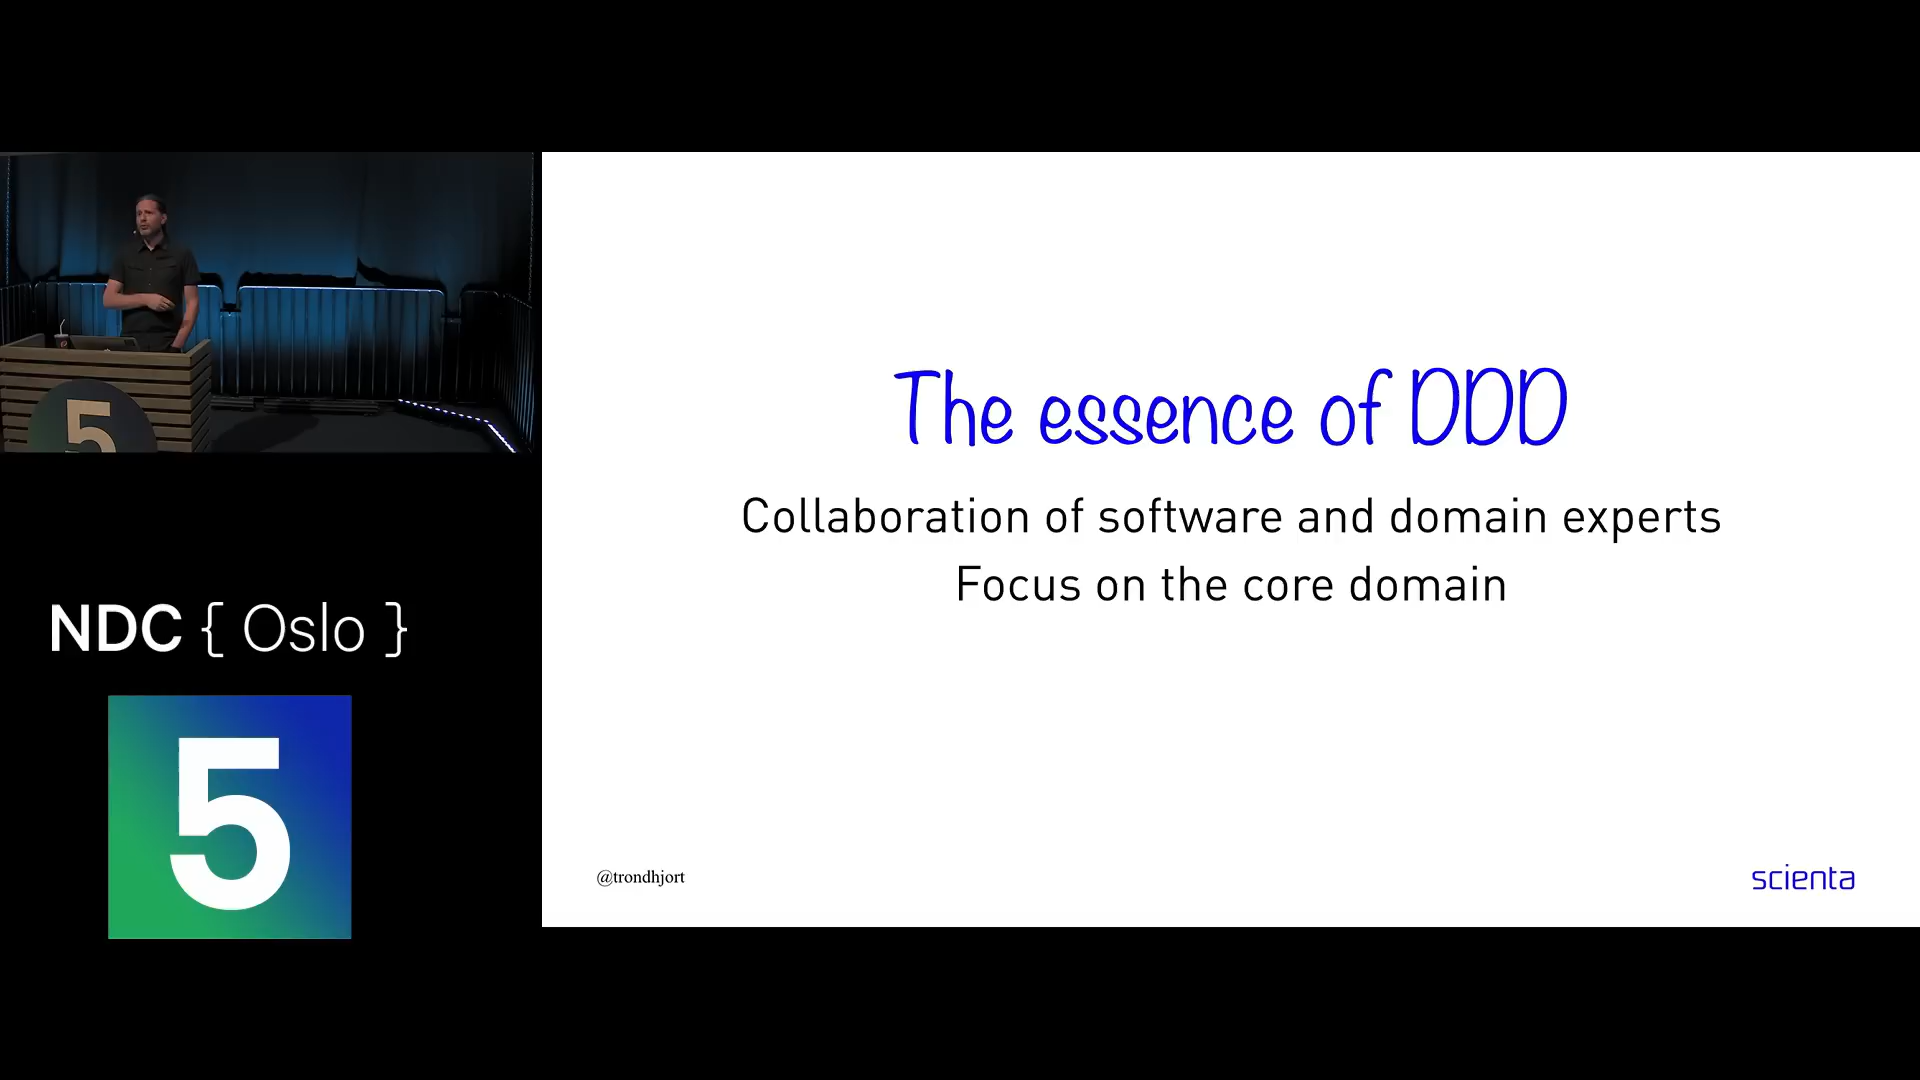 The essence of DDD
Collaboration of software and domain experts
Focus on the core domain
@trondhjort
scienta
5
NDC { Oslo }
5